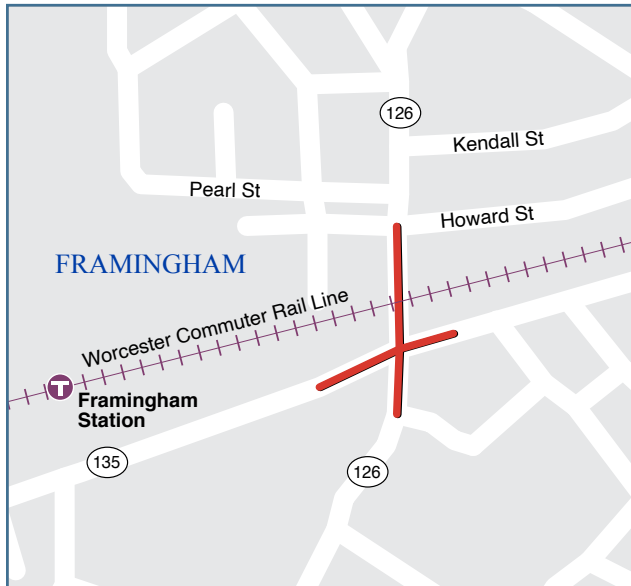 126
Kendall St
Pearl St
Howard St
FRAMINGHAM
Worcester Commuter Rail Line
T
Framingham
Station
135
126